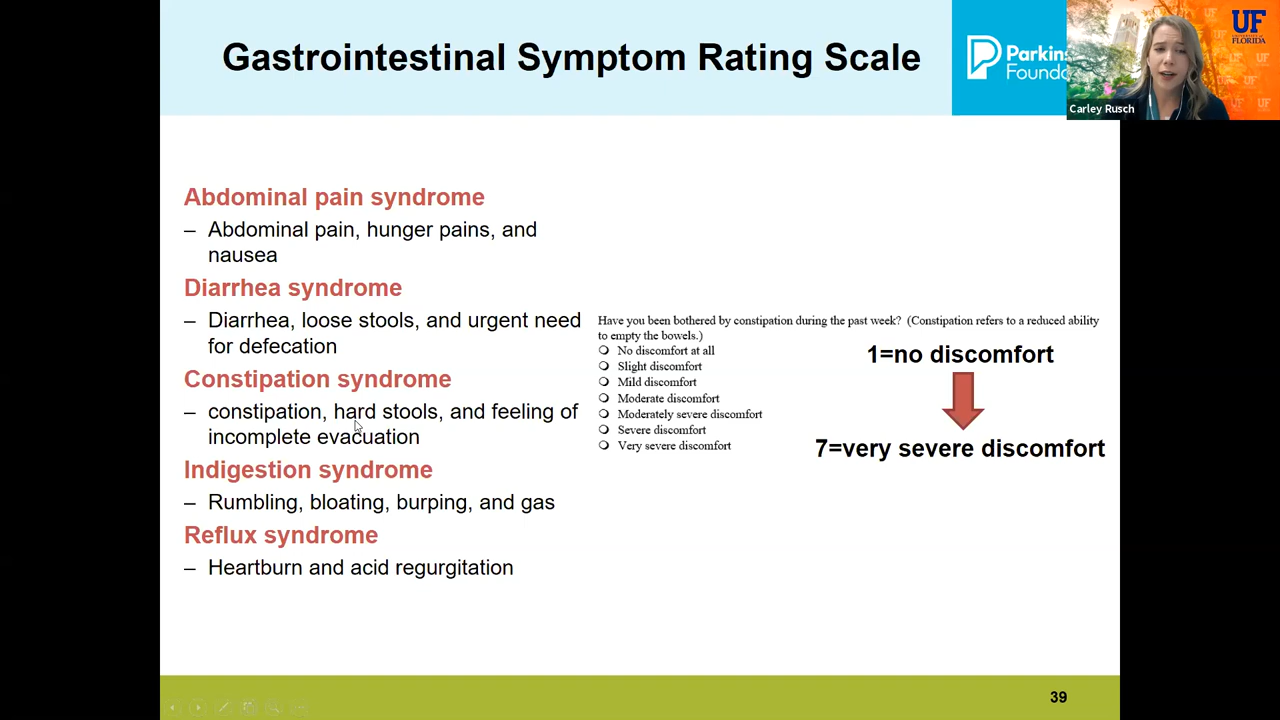 Gastrointestinal Symptom Rating Scale
Parkins
Founda
UF
UNIVERSITY of FLORIDA
Carley Rusch
Abdominal pain syndrome
– Abdominal pain, hunger pains, and
nausea
Diarrhea syndrome
– Diarrhea, loose stools, and urgent need
for defecation
Constipation syndrome
– constipation, hard stools, and feeling of
incomplete evacuation
Indigestion syndrome
– Rumbling, bloating, burping, and gas
Reflux syndrome
– Heartburn and acid regurgitation
Have you been bothered by constipation during the past week? (Constipation refers to a reduced ability
to empty the bowels.)
No discomfort at all
Slight discomfort
Mild discomfort
Moderate discomfort
Moderately severe discomfort
Severe discomfort
Very severe discomfort
1=no discomfort
7=very severe discomfort
39